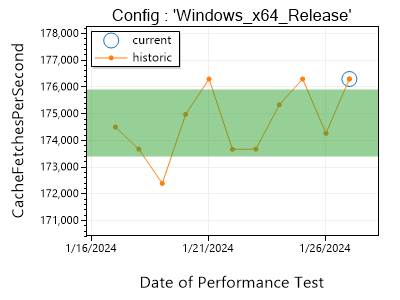 Config : 'Windows_x64_Release'
current
historic
CacheFetchesPerSecond
178,000
177,000
176,000
175,000
174,000
173,000
172,000
171,000
1/16/2024
1/21/2024
1/26/2024
Date of Performance Test